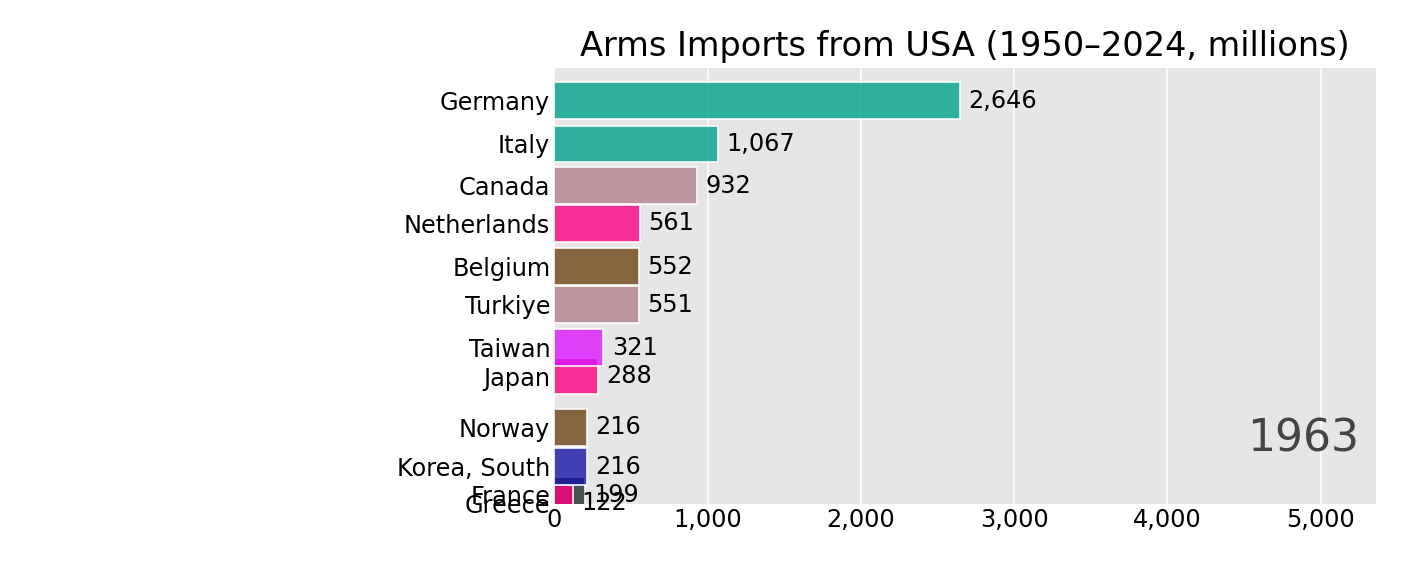 Arms Imports from USA (1950–2024, millions)
Germany 2,646
Italy 1,067
Canada 932
Netherlands 561
Belgium 552
Turkiye 551
Taiwan 321
Japan 288
Norway 216
1963
Korea, South 216
France 199
Greece 122
0 1,000 2,000 3,000 4,000 5,000